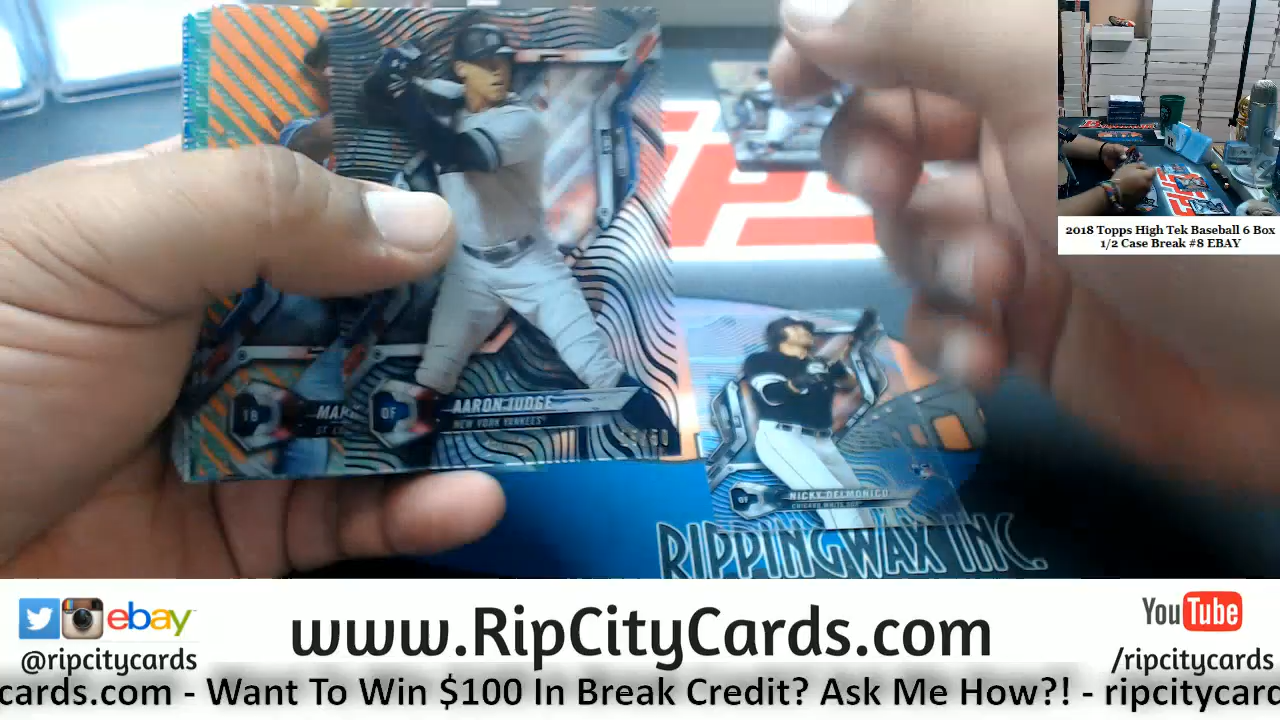 AARON JUDGE
NEW YORK YANKEES
OF
1B
NICKY DELMONICO
CHICAGO WHITE SOX
OF
RIPPINGWAX INC.
2018 Topps High Tek Baseball 6 Box
1/2 Case Break #8 EBAY
ebay
@ripcitycards
www.RipCityCards.com
YouTube
/ripcitycards
cards.com - Want To Win $100 In Break Credit? Ask Me How?! - ripcitycard